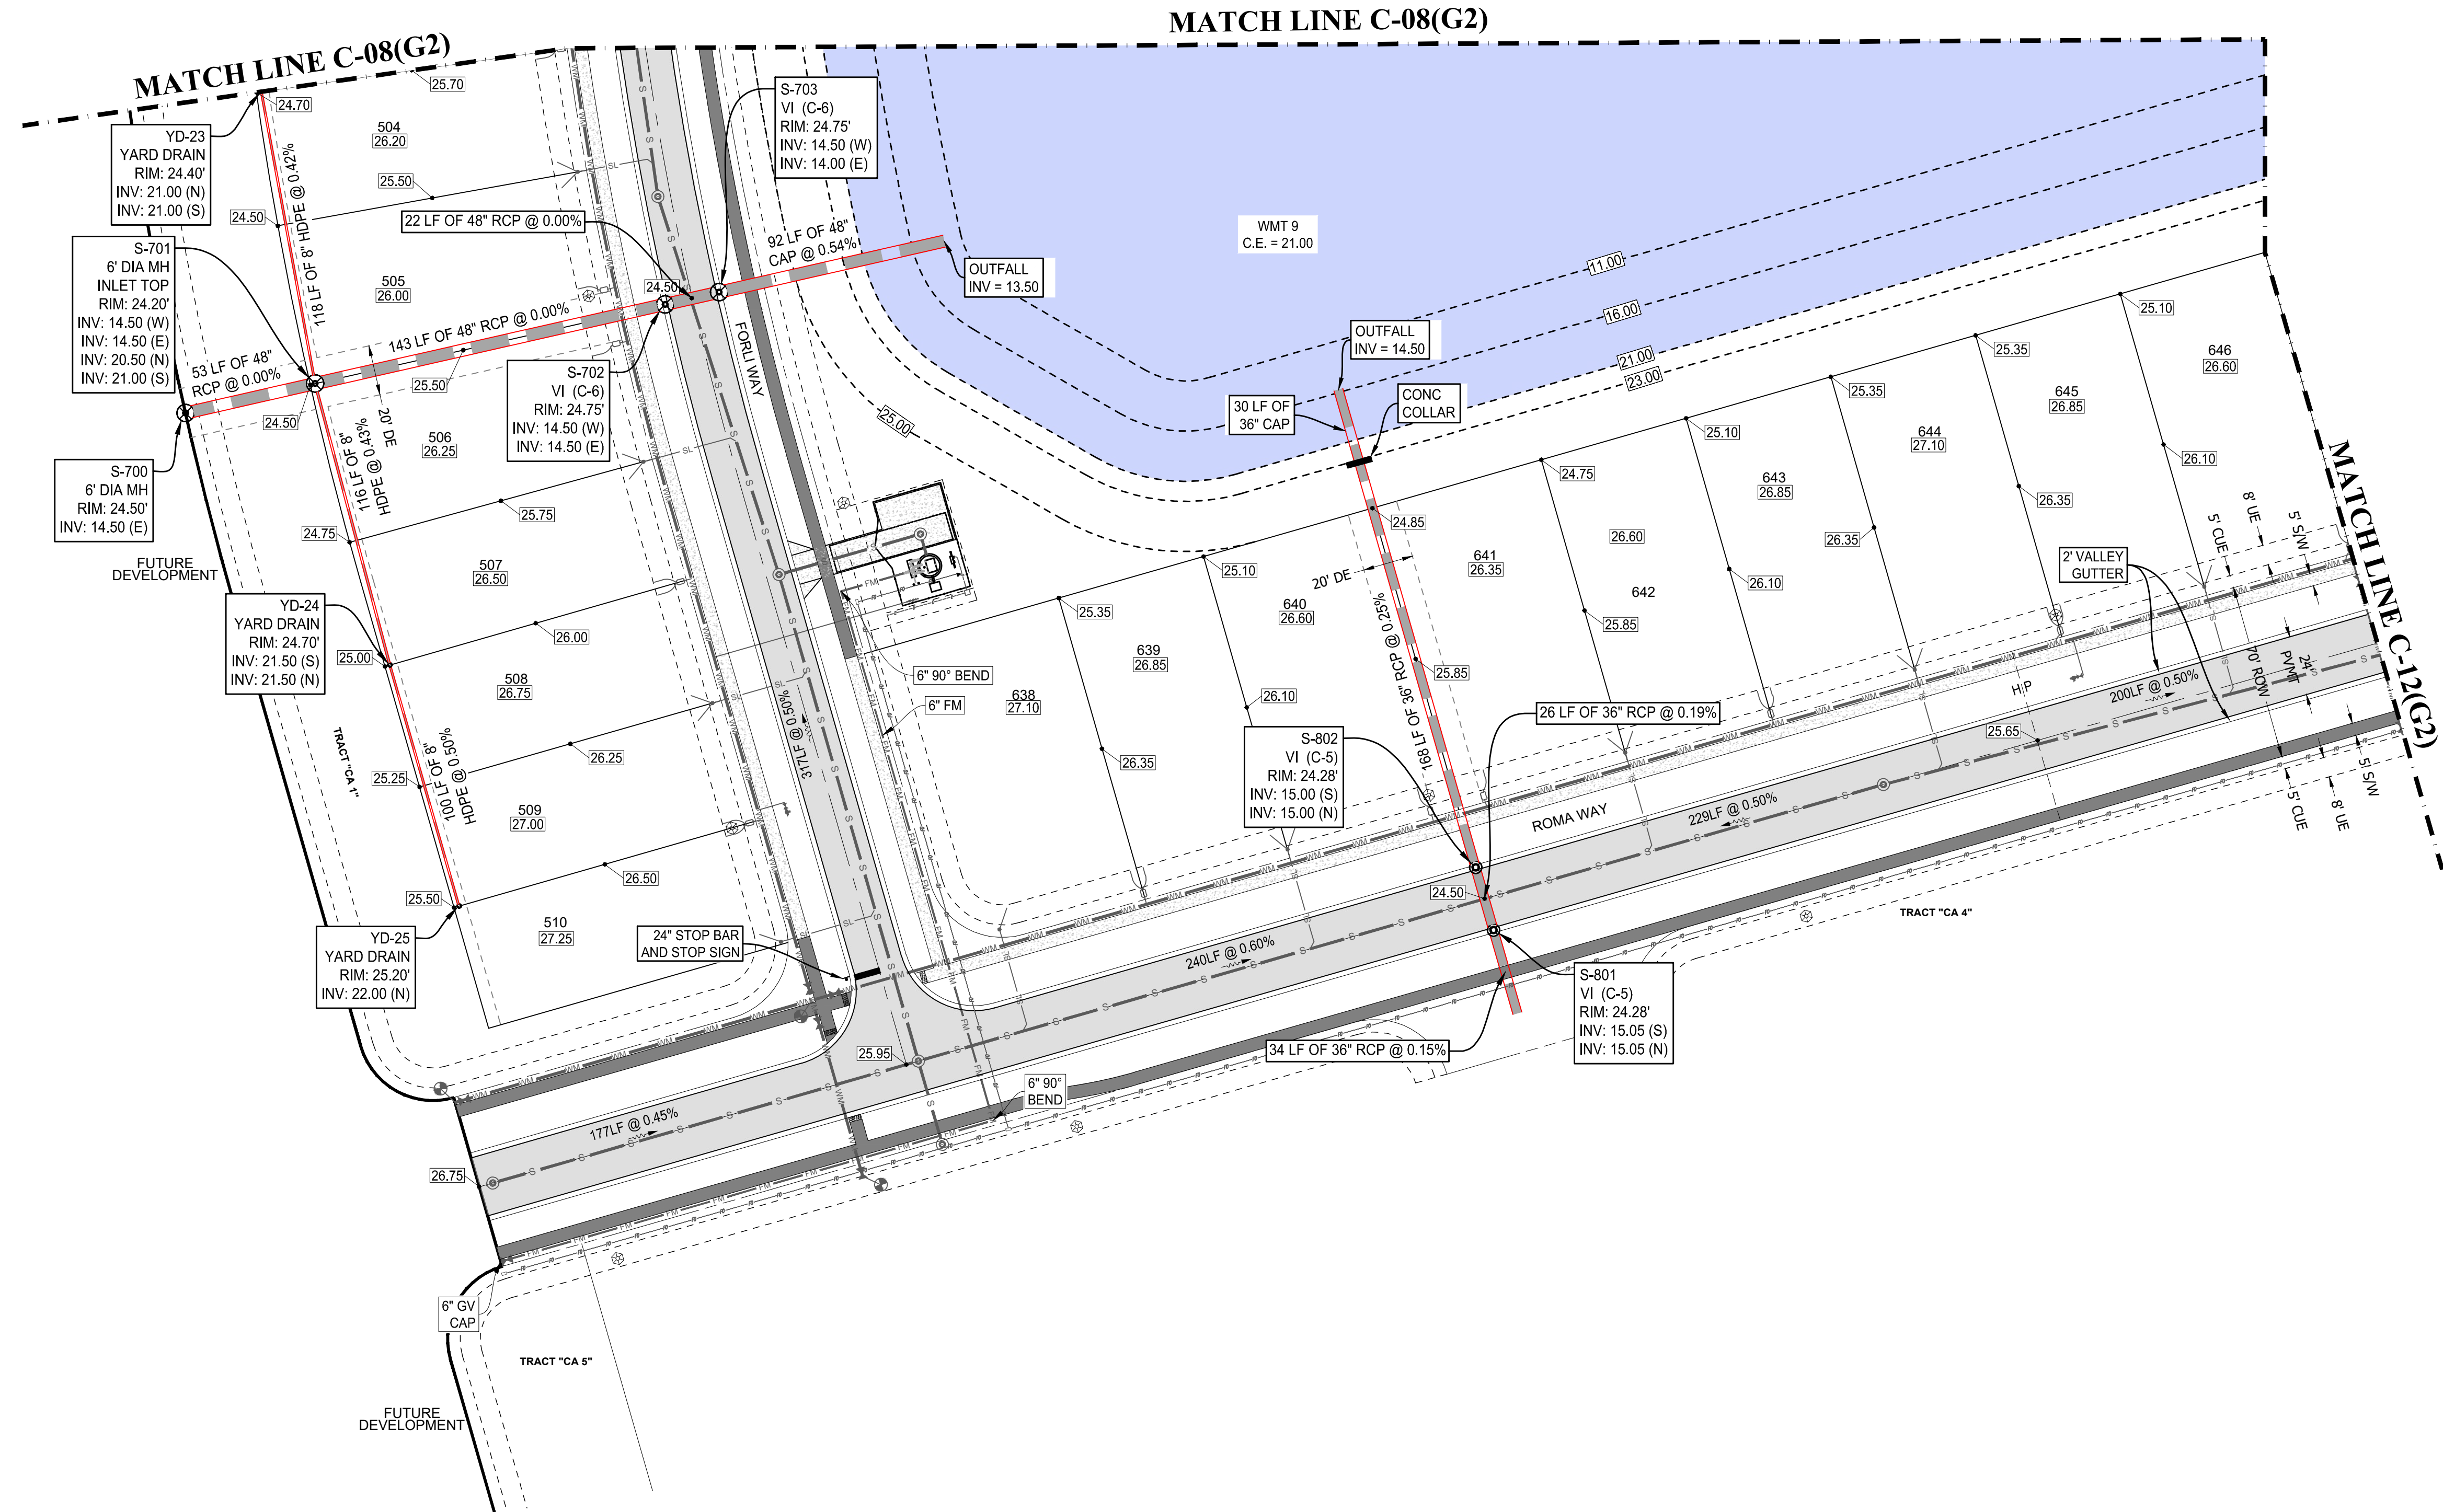 MATCH LINE C-08(G2)
MATCH LINE C-08(G2)
25.70
24.70
504
26.20
YD-23
YARD DRAIN
RIM: 24.40'
INV: 21.00 (N)
INV: 21.00 (S)
118 LF OF 8" HDPE @ 0.42%
25.50
24.50
S-703
VI (C-6)
RIM: 24.75'
INV: 14.50 (W)
INV: 14.00 (E)
22 LF OF 48" RCP @ 0.00%
92 LF OF 48"
CAP @ 0.54%
WMT 9
C.E. = 21.00
S-701
6' DIA MH
INLET TOP
RIM: 24.20'
INV: 14.50 (W)
INV: 14.50 (E)
INV: 20.50 (N)
INV: 21.00 (S)
505
26.00
24.50
OUTFALL
INV = 13.50
11.00
16.00
21.00
23.00
25.00
143 LF OF 48" RCP @ 0.00%
53 LF OF 48"
RCP @ 0.00%
25.50
24.50
20' DE
FORLI WAY
OUTFALL
INV = 14.50
CONC
COLLAR
30 LF OF
36" CAP
S-702
VI (C-6)
RIM: 24.75'
INV: 14.50 (W)
INV: 14.50 (E)
506
26.25
116 LF OF 8"
HDPE @ 0.43%
S-700
6' DIA MH
RIM: 24.50'
INV: 14.50 (E)
FUTURE
DEVELOPMENT
24.75
25.75
507
26.50
26.00
YD-24
YARD DRAIN
RIM: 24.70'
INV: 21.50 (S)
INV: 21.50 (N)
25.00
508
26.75
26.25
25.25
100 LF OF 8"
HDPE @ 0.50%
TRACT "CA 1"
509
27.00
26.50
25.50
510
27.25
YD-25
YARD DRAIN
RIM: 25.20'
INV: 22.00 (N)
24" STOP BAR
AND STOP SIGN
317LF @ 0.50%
6" 90° BEND
6" FM
638
27.10
25.35
26.35
639
26.85
25.10
26.10
640
26.60
20' DE
24.85
25.85
168 LF OF 36" RCP @ 0.25%
641
26.35
24.75
25.85
26.60
642
25.10
26.10
643
26.85
25.35
26.35
644
27.10
25.35
26.35
645
26.85
25.10
26.10
646
26.60
8' UE
5' CUE
5' S/W
2' VALLEY
GUTTER
MATCH LINE C-12(G2)
HP
25.65
200LF @ 0.50%
70' ROW
24'
PVMT
5' S/W
8' UE
5' CUE
26 LF OF 36" RCP @ 0.19%
S-802
VI (C-5)
RIM: 24.28'
INV: 15.00 (S)
INV: 15.00 (N)
24.50
ROMA WAY
229LF @ 0.50%
240LF @ 0.60%
TRACT "CA 4"
S-801
VI (C-5)
RIM: 24.28'
INV: 15.05 (S)
INV: 15.05 (N)
34 LF OF 36" RCP @ 0.15%
25.95
6" 90°
BEND
177LF @ 0.45%
26.75
6" GV
CAP
TRACT "CA 5"
FUTURE
DEVELOPMENT